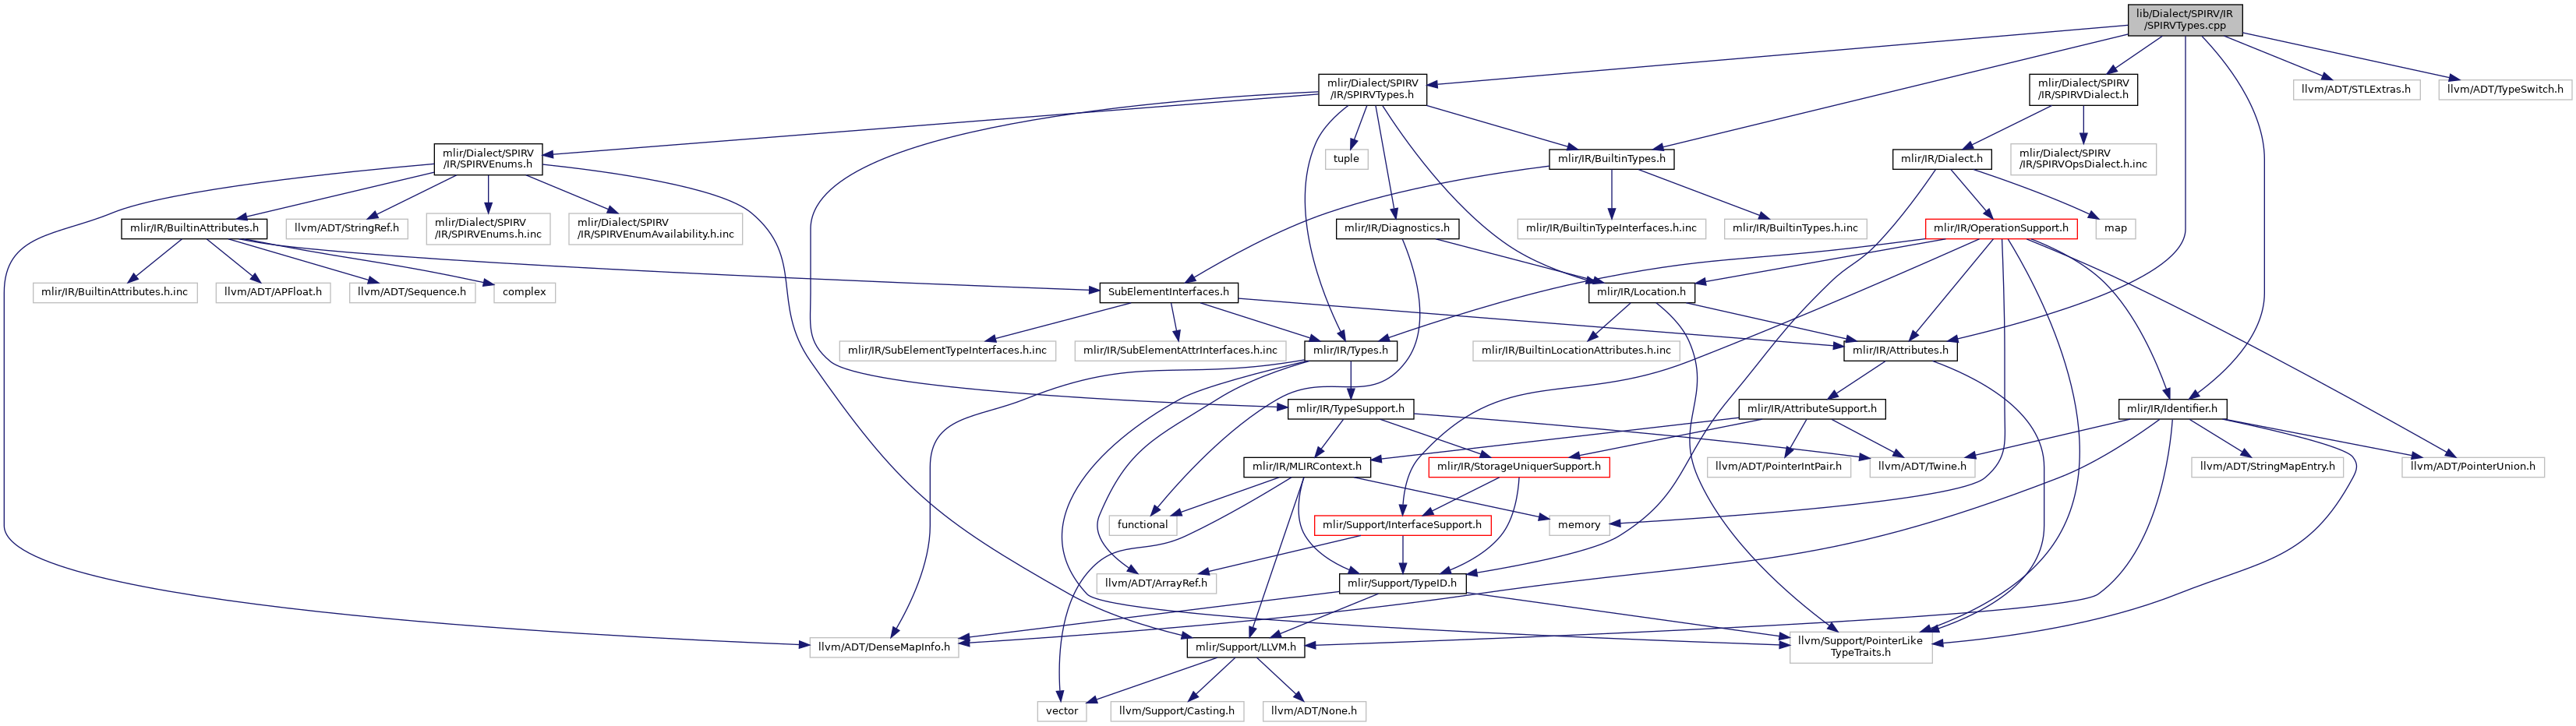 lib/Dialect/SPIRV/IR
/SPIRVTypes.cpp
mlir/Dialect/SPIRV
/IR/SPIRVTypes.h
mlir/Dialect/SPIRV
/IR/SPIRVDialect.h
llvm/ADT/STLExtras.h
llvm/ADT/TypeSwitch.h
mlir/Dialect/SPIRV
/IR/SPIRVEnums.h
tuple
mlir/IR/BuiltinTypes.h
mlir/IR/Dialect.h
mlir/Dialect/SPIRV
/IR/SPIRVOpsDialect.h.inc
mlir/IR/BuiltinAttributes.h
llvm/ADT/StringRef.h
mlir/Dialect/SPIRV
/IR/SPIRVEnums.h.inc
mlir/Dialect/SPIRV
/IR/SPIRVEnumAvailability.h.inc
mlir/IR/Diagnostics.h
mlir/IR/BuiltinTypeInterfaces.h.inc
mlir/IR/BuiltinTypes.h.inc
mlir/IR/OperationSupport.h
map
mlir/IR/BuiltinAttributes.h.inc
llvm/ADT/APFloat.h
llvm/ADT/Sequence.h
complex
SubElementInterfaces.h
mlir/IR/Location.h
mlir/IR/SubElementTypeInterfaces.h.inc
mlir/IR/SubElementAttrInterfaces.h.inc
mlir/IR/Types.h
mlir/IR/BuiltinLocationAttributes.h.inc
mlir/IR/Attributes.h
mlir/IR/TypeSupport.h
mlir/IR/AttributeSupport.h
mlir/IR/Identifier.h
mlir/IR/MLIRContext.h
mlir/IR/StorageUniquerSupport.h
llvm/ADT/PointerIntPair.h
llvm/ADT/Twine.h
llvm/ADT/StringMapEntry.h
llvm/ADT/PointerUnion.h
functional
mlir/Support/InterfaceSupport.h
memory
llvm/ADT/ArrayRef.h
mlir/Support/TypeID.h
llvm/ADT/DenseMapInfo.h
mlir/Support/LLVM.h
llvm/Support/PointerLike
TypeTraits.h
vector
llvm/Support/Casting.h
llvm/ADT/None.h